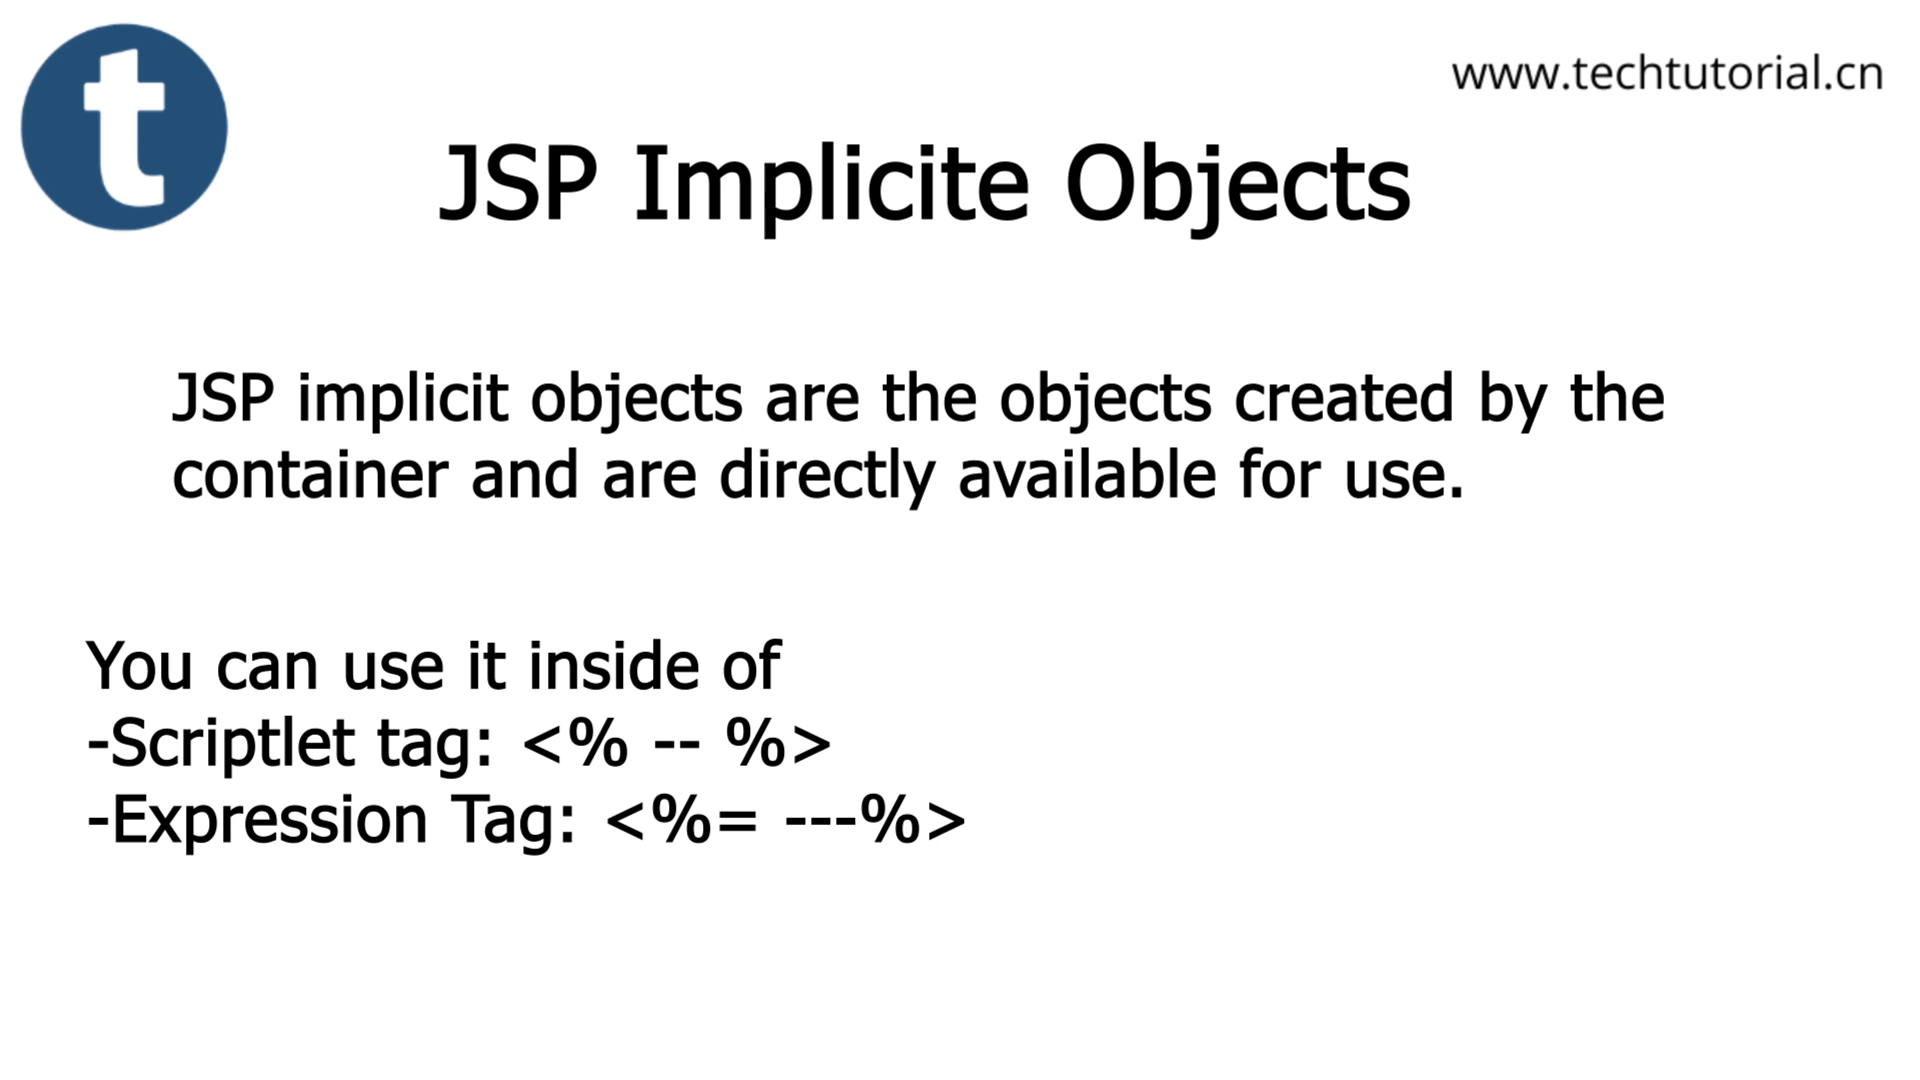 t
www.techtutorial.cn
JSP Implicite Objects
JSP implicit objects are the objects created by the
container and are directly available for use.
You can use it inside of
-Scriptlet tag: <% -- %>
-Expression Tag: <%= ---%>